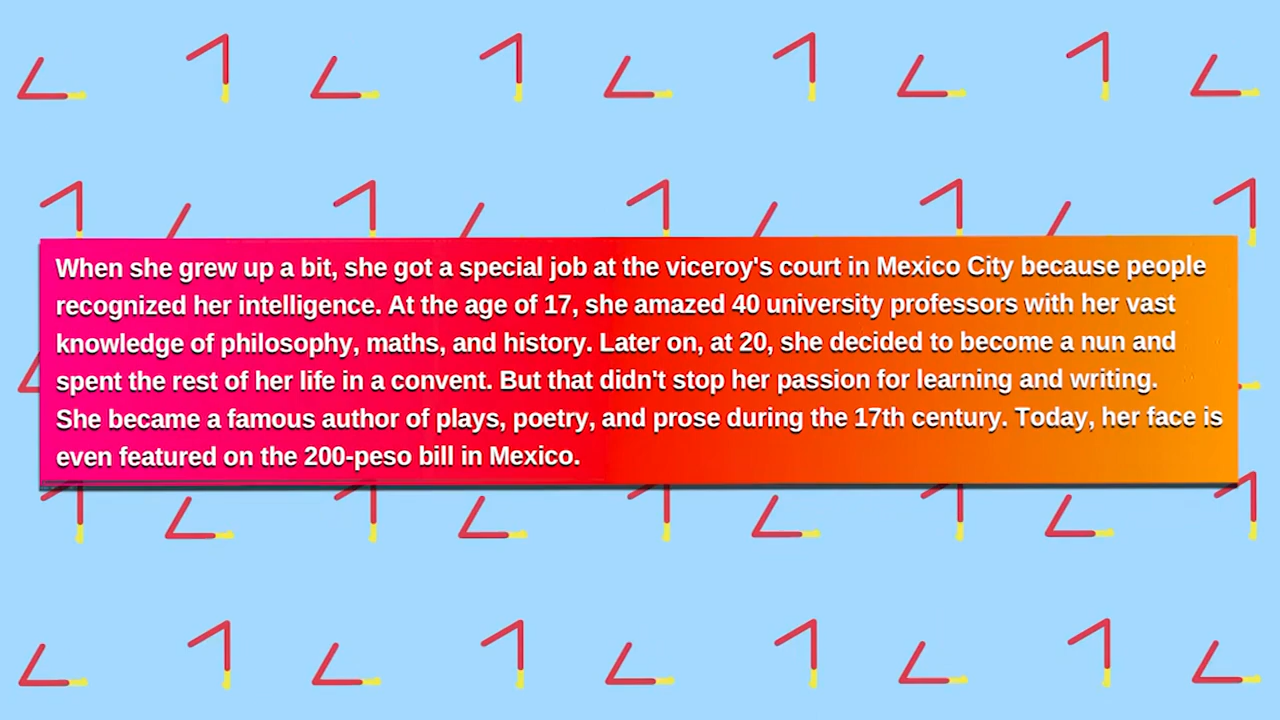 When she grew up a bit, she got a special job at the viceroy's court in Mexico City because people
recognized her intelligence. At the age of 17, she amazed 40 university professors with her vast
knowledge of philosophy, maths, and history. Later on, at 20, she decided to become a nun and
spent the rest of her life in a convent. But that didn't stop her passion for learning and writing.
She became a famous author of plays, poetry, and prose during the 17th century. Today, her face is
even featured on the 200-peso bill in Mexico.